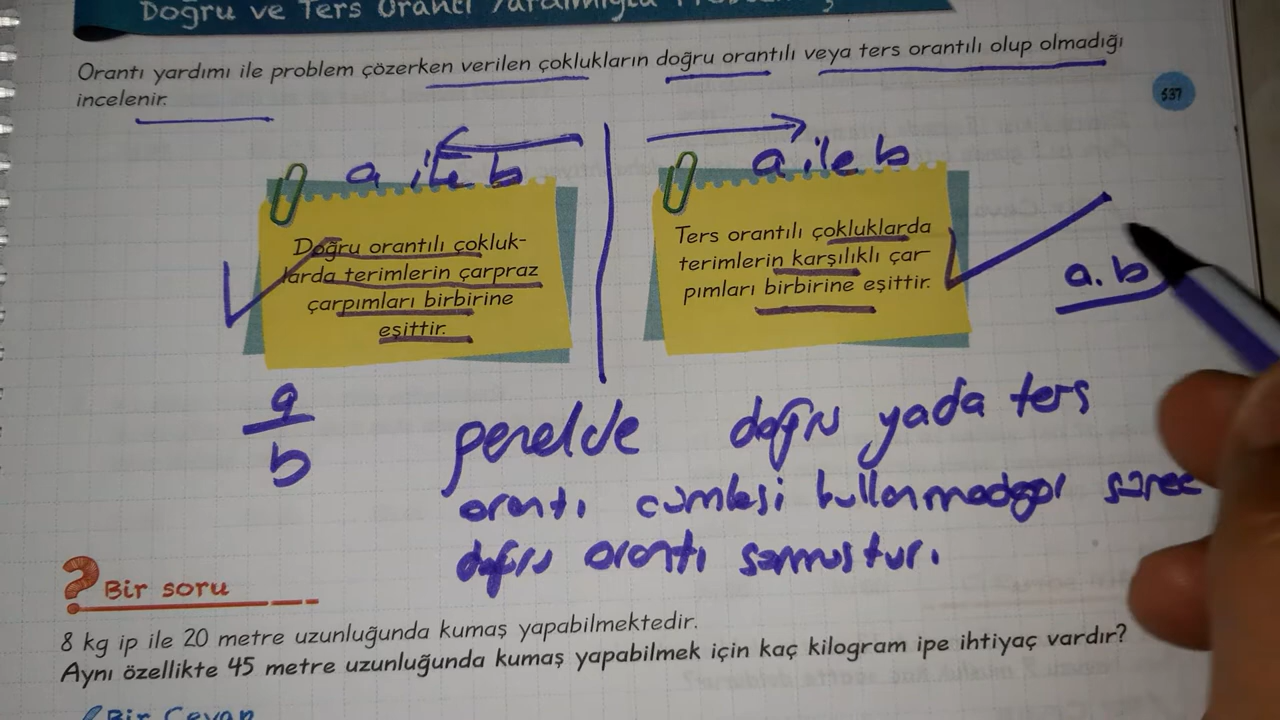 Doğru ve Ters Orantı Yardımıyla
Orantı yardımı ile problem çözerken verilen çoklukların doğru orantılı veya ters orantılı olup olmadığı
incelenir.
537
a ile b
Doğru orantılı çokluk-
larda terimlerin çarpraz
çarpımları birbirine
eşittir.
a ile b
Ters orantılı çokluklarda
terimlerin karşılıklı çar
pımları birbirine eşittir.
a.b
a
b
genelde doğru yada ters
orantı cümlesi
doğru orantı
? Bir soru
8 kg ip ile 20 metre uzunluğunda kumaş yapabilmektedir.
Aynı özellikte 45 metre uzunluğunda kumaş yapabilmek için kaç kilogram ipe ihtiyaç vardır?
Bir Cevap